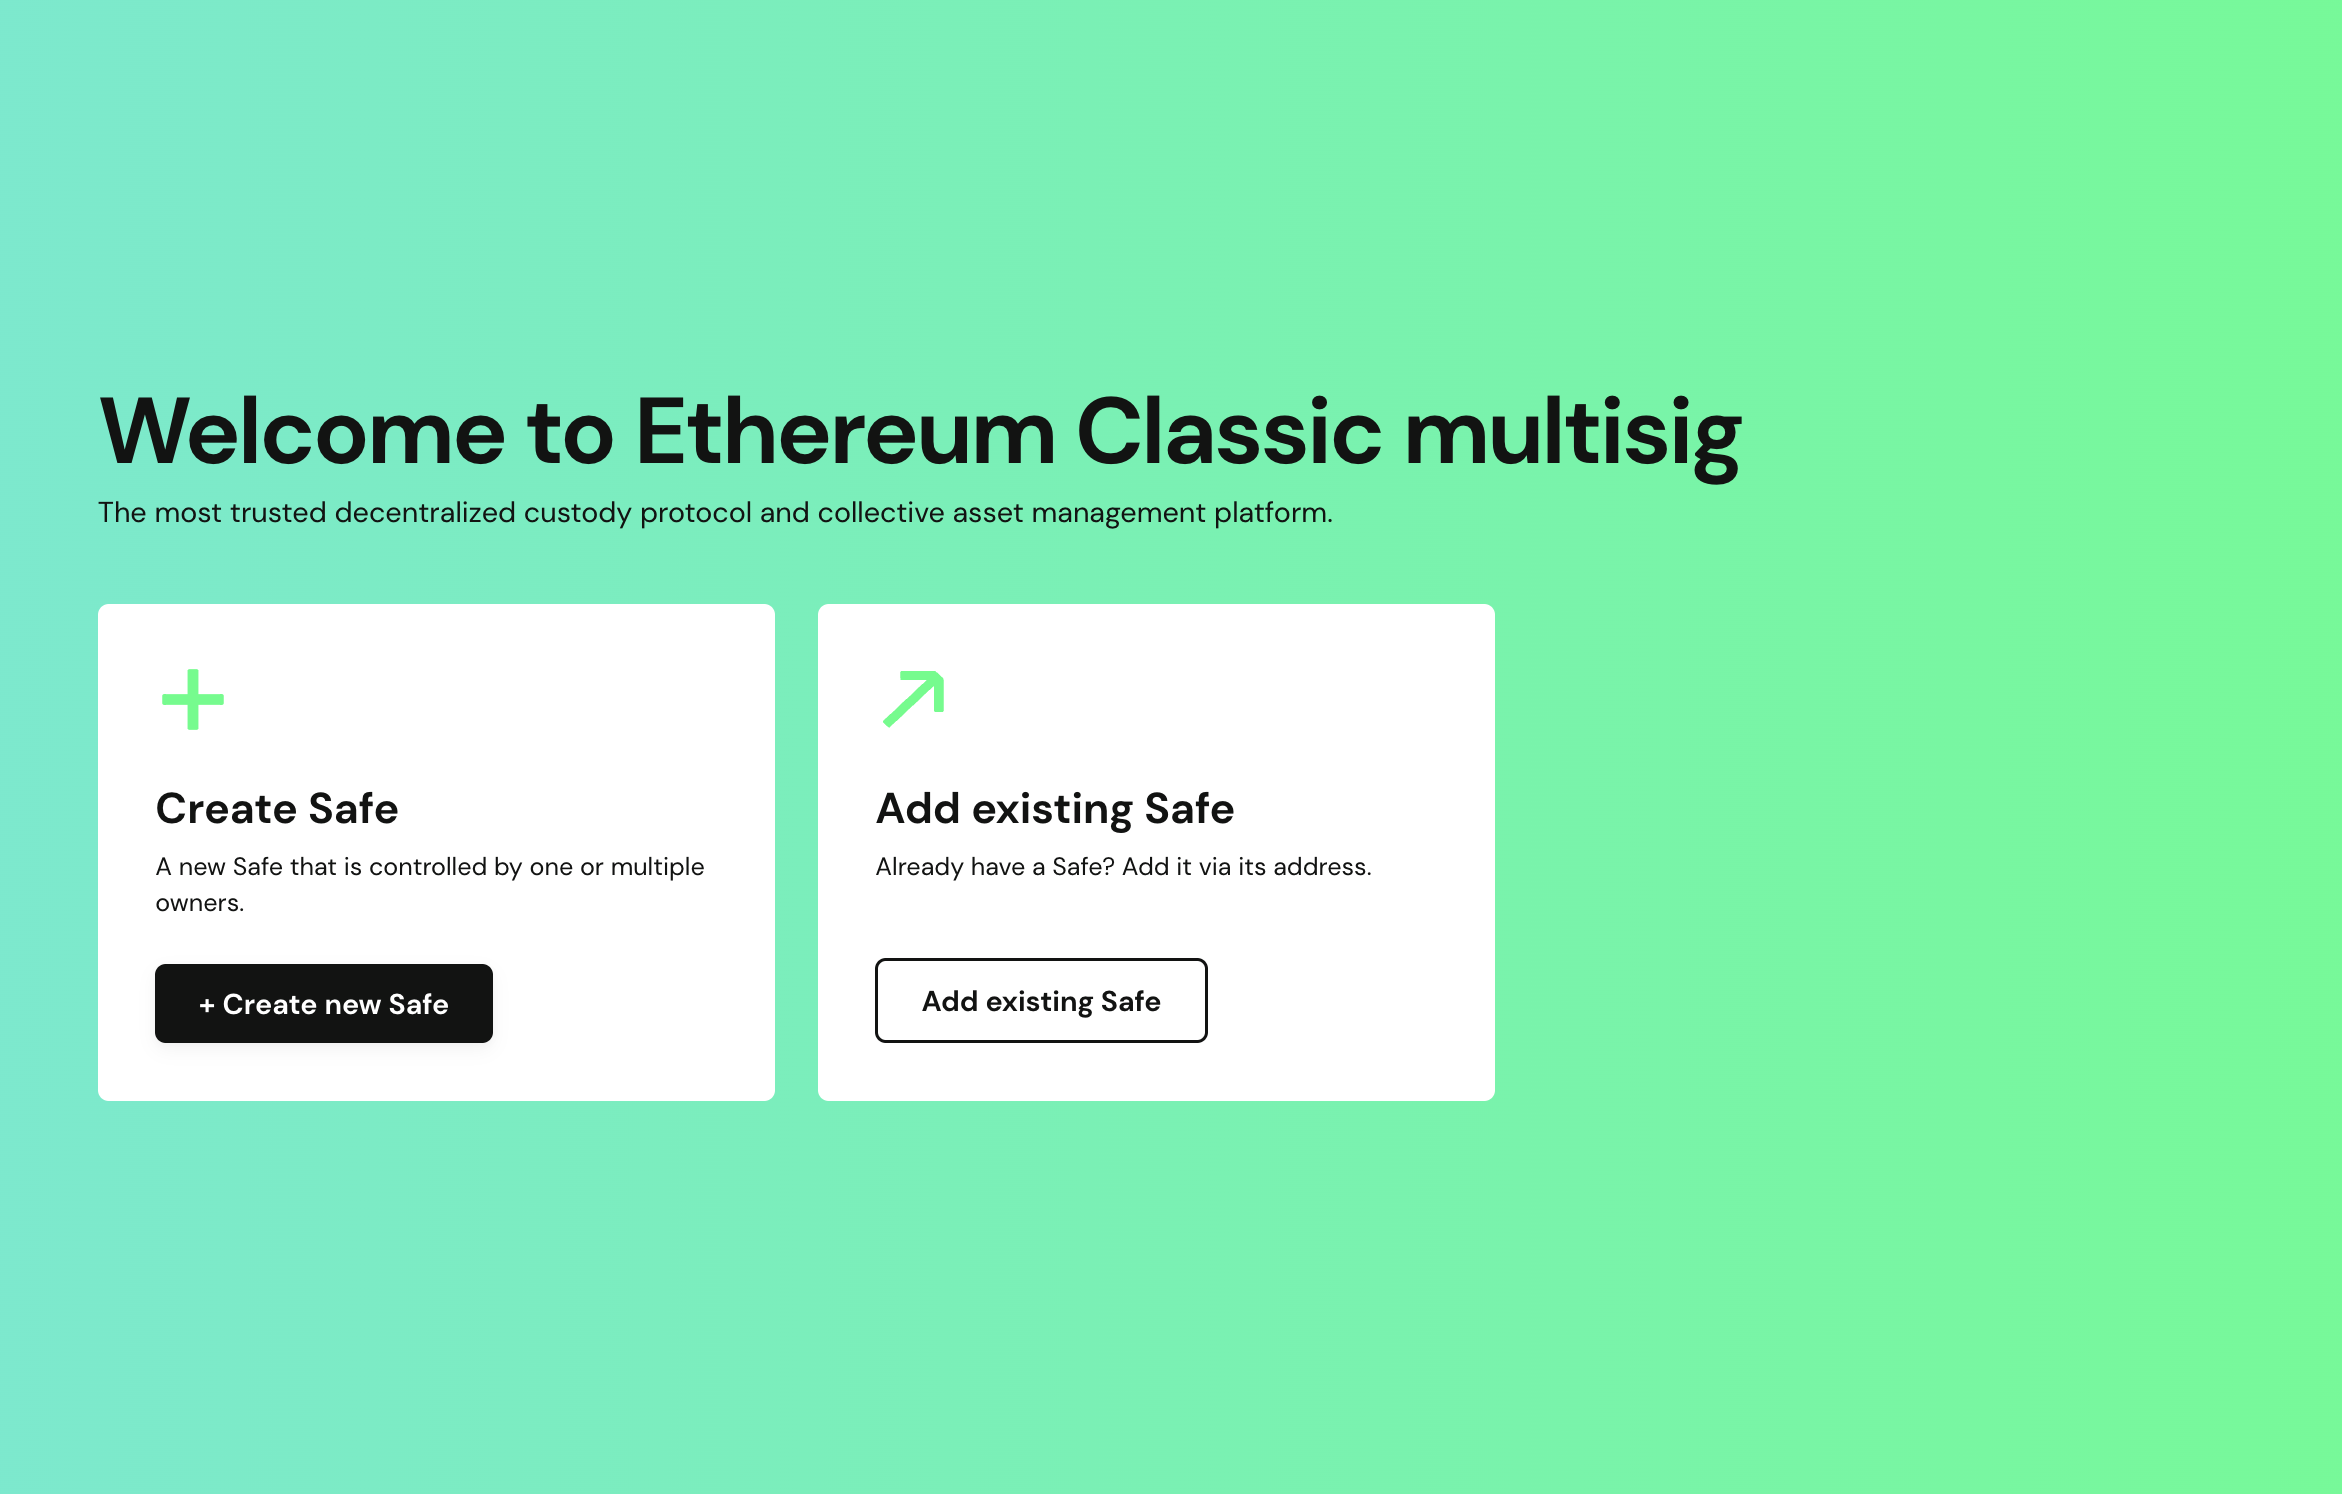 Welcome to Ethereum Classic multisig
The most trusted decentralized custody protocol and collective asset management platform.
Create Safe
A new Safe that is controlled by one or multiple
owners.
+ Create new Safe
Add existing Safe
Already have a Safe? Add it via its address.
Add existing Safe